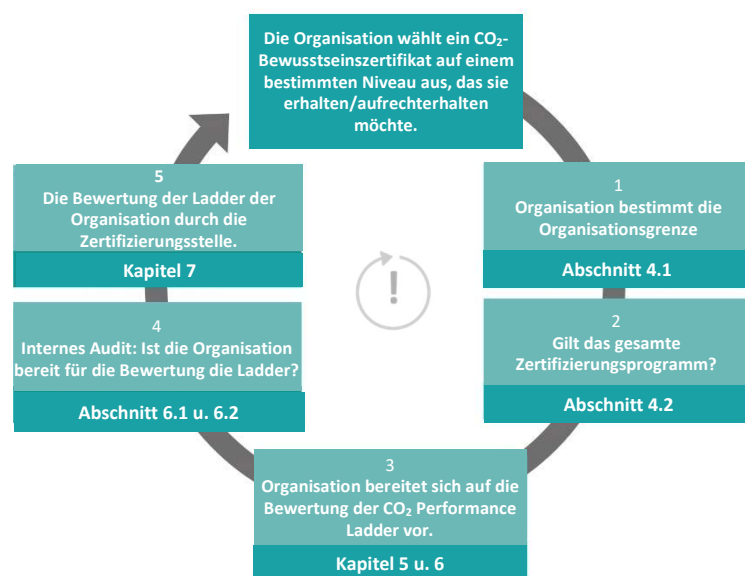 Die Organisation wählt ein CO₂-
Bewusstseinszertifikat auf einem
bestimmten Niveau aus, das sie
erhalten/aufrechterhalten
möchte.
1
Organisation bestimmt die
Organisationsgrenze
Abschnitt 4.1
2
Gilt das gesamte
Zertifizierungsprogramm?
Abschnitt 4.2
3
Organisation bereitet sich auf die
Bewertung der CO₂ Performance
Ladder vor.
Kapitel 5 u. 6
4
Internes Audit: Ist die Organisation
bereit für die Bewertung die Ladder?
Abschnitt 6.1 u. 6.2
5
Die Bewertung der Ladder der
Organisation durch die
Zertifizierungsstelle.
Kapitel 7
!